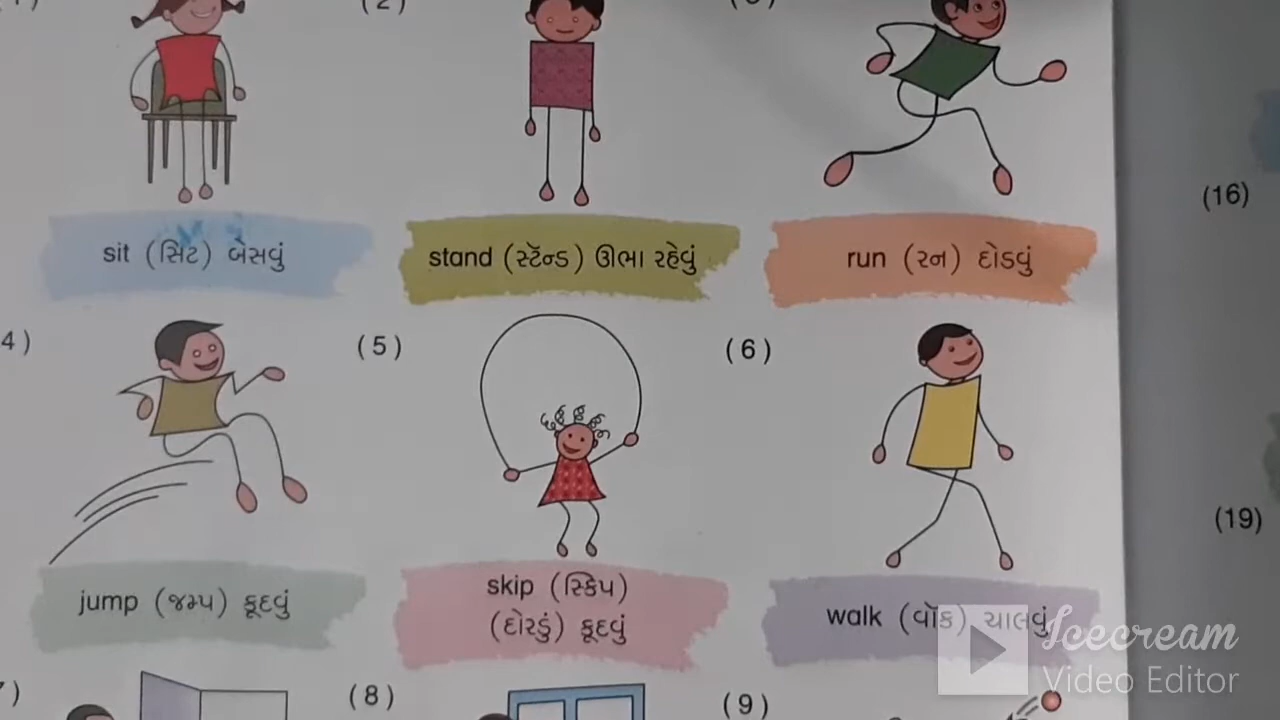 (2)
sit (સિટ) બેસવું
stand (સ્ટૅન્ડ) ઊભા રહેવું
run (રન) દોડવું
4)
(5)
(6)
jump (જમ્પ) કૂદવું
skip (સ્કિપ)
(દોરડું) કૂદવું
walk (વૉક) ચાલવું
(8)
(9)
(16)
(19)
Icecream
Video Editor